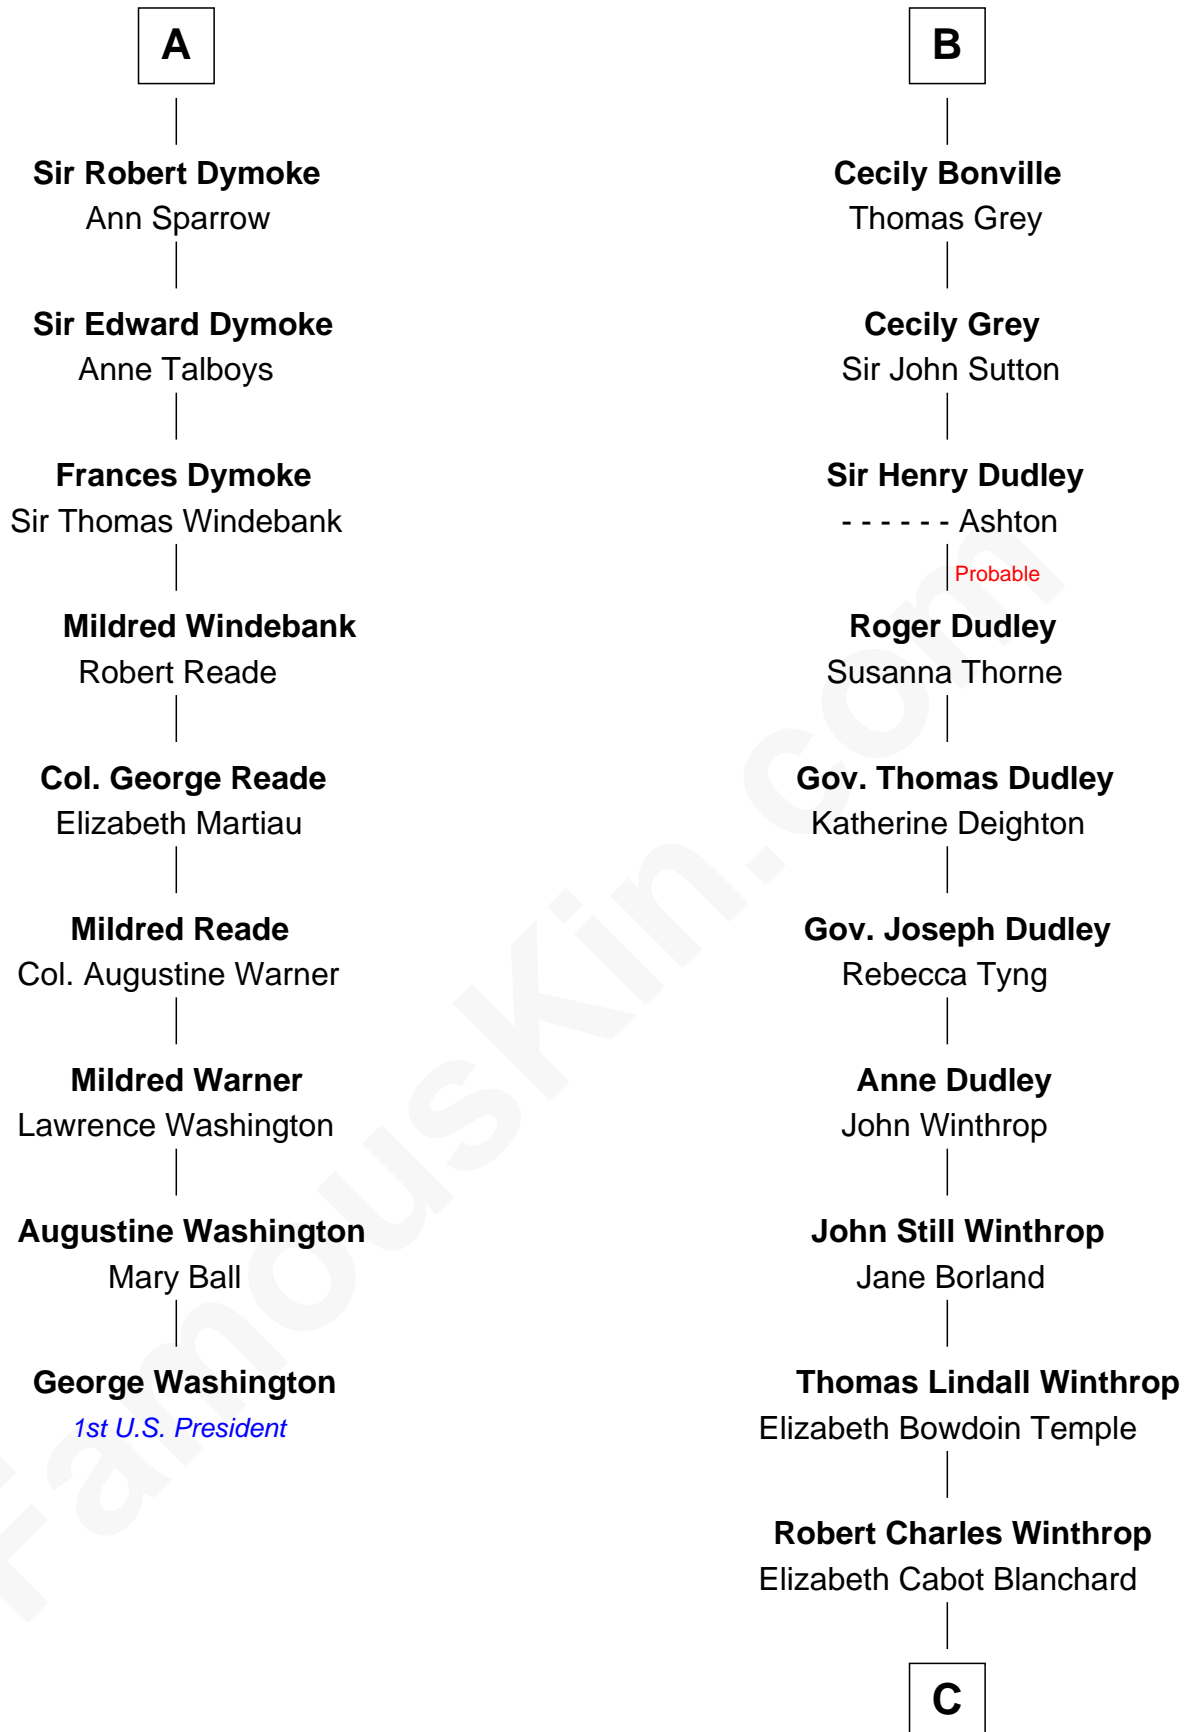 A
Sir Robert Dymoke
Ann Sparrow
Sir Edward Dymoke
Anne Talboys
Frances Dymoke
Sir Thomas Windebank
Mildred Windebank
Robert Reade
Col. George Reade
Elizabeth Martiau
Mildred Reade
Col. Augustine Warner
Mildred Warner
Lawrence Washington
Augustine Washington
Mary Ball
George Washington
1st U.S. President
B
Cecily Bonville
Thomas Grey
Cecily Grey
Sir John Sutton
Sir Henry Dudley
- - - - - - Ashton
Probable
Roger Dudley
Susanna Thorne
Gov. Thomas Dudley
Katherine Deighton
Gov. Joseph Dudley
Rebecca Tyng
Anne Dudley
John Winthrop
John Still Winthrop
Jane Borland
Thomas Lindall Winthrop
Elizabeth Bowdoin Temple
Robert Charles Winthrop
Elizabeth Cabot Blanchard
C
FamousKin.com